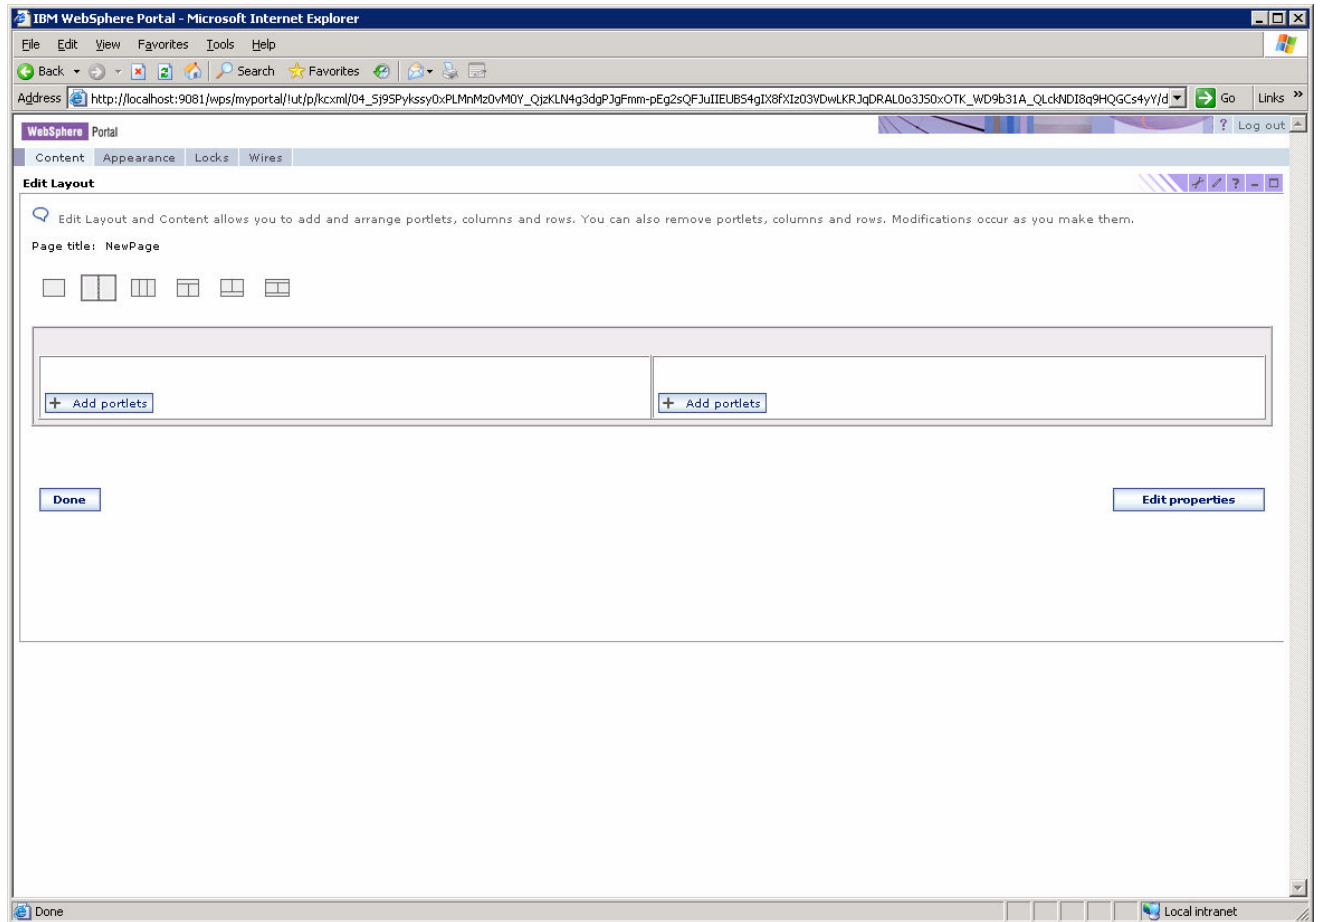 IBM WebSphere Portal - Microsoft Internet Explorer
File Edit View Favorites Tools Help
Back Search Favorites
Address http://localhost:9081/wps/myportal/!ut/p/kcxml/04_Sj9SPykssy0xPLMnMz0vM0Y_QjzKLN4g3dgPJgFmm-pEg2sQFJuIIEUBS4gIX8fXIz03VDwLKRJqDRAL0o3JS0xOTK_WD9b31A_QLckNDI8q9HQGCs4yY/d Go Links »
WebSphere Portal ? Log out
Content Appearance Locks Wires
Edit Layout ?
Edit Layout and Content allows you to add and arrange portlets, columns and rows. You can also remove portlets, columns and rows. Modifications occur as you make them.
Page title: NewPage
+ Add portlets + Add portlets
Done Edit properties
Done Local intranet